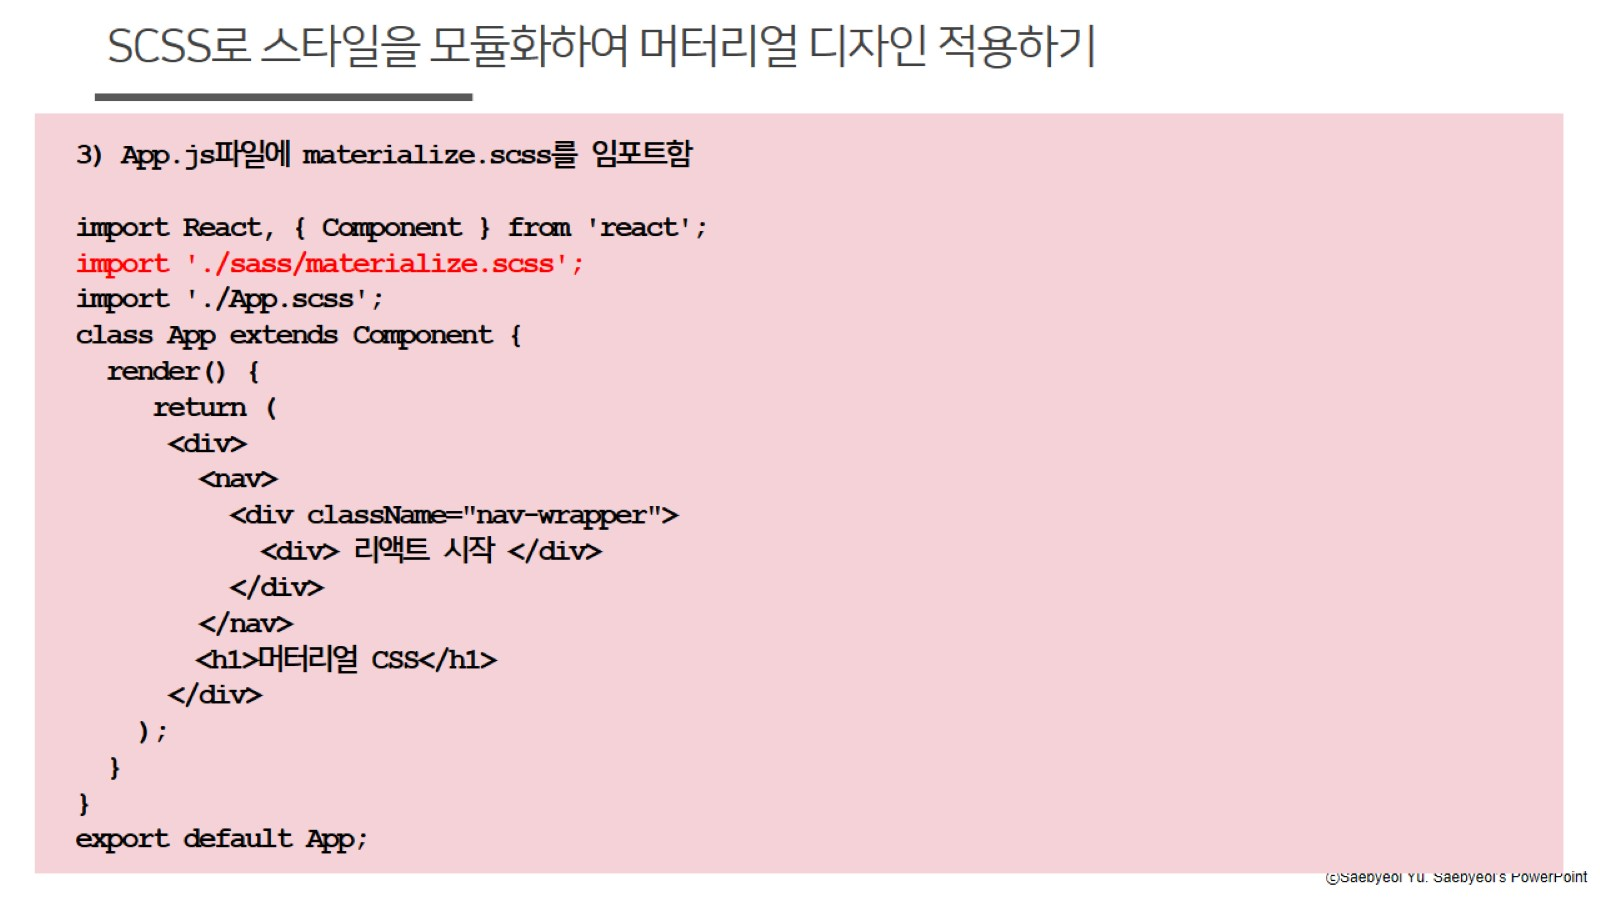 SCSS로 스타일을 모듈화하여 머터리얼 디자인 적용하기
3) App.js파일에 materialize.scss를 임포트함
import React, { Component } from 'react';
import './sass/materialize.scss';
import './App.scss';
class App extends Component {
render() {
return (
<div>
<nav>
<div className="nav-wrapper">
<div> 리액트 시작 </div>
</div>
</nav>
<h1>머터리얼 CSS</h1>
</div>
);
}
}
export default App;
ⓒSaebyeol Yu. Saebyeol's PowerPoint